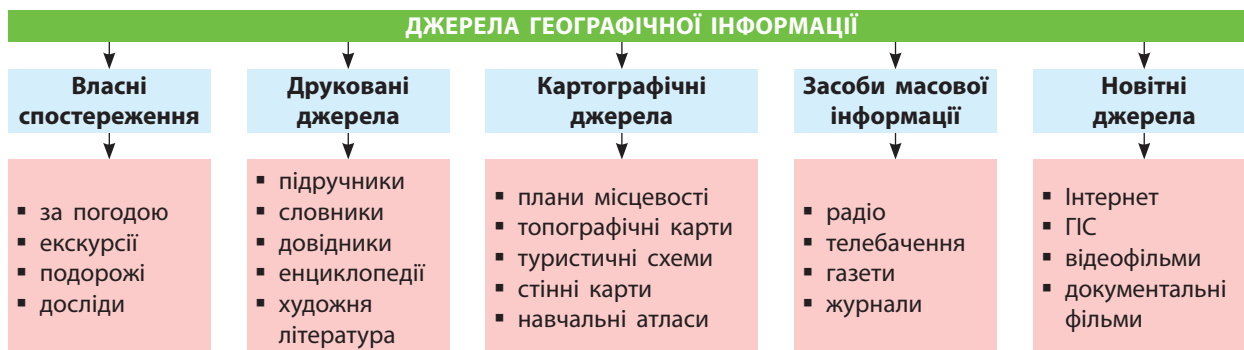 ДЖЕРЕЛА ГЕОГРАФІЧНОЇ ІНФОРМАЦІЇ
Власні
спостереження
▪ за погодою
▪ екскурсії
▪ подорожі
▪ досліди
Друковані
джерела
▪ підручники
▪ словники
▪ довідники
▪ енциклопедії
▪ художня
література
Картографічні
джерела
▪ плани місцевості
▪ топографічні карти
▪ туристичні схеми
▪ стінні карти
▪ навчальні атласи
Засоби масової
інформації
▪ радіо
▪ телебачення
▪ газети
▪ журнали
Новітні
джерела
▪ Інтернет
▪ ГІС
▪ відеофільми
▪ документальні
фільми